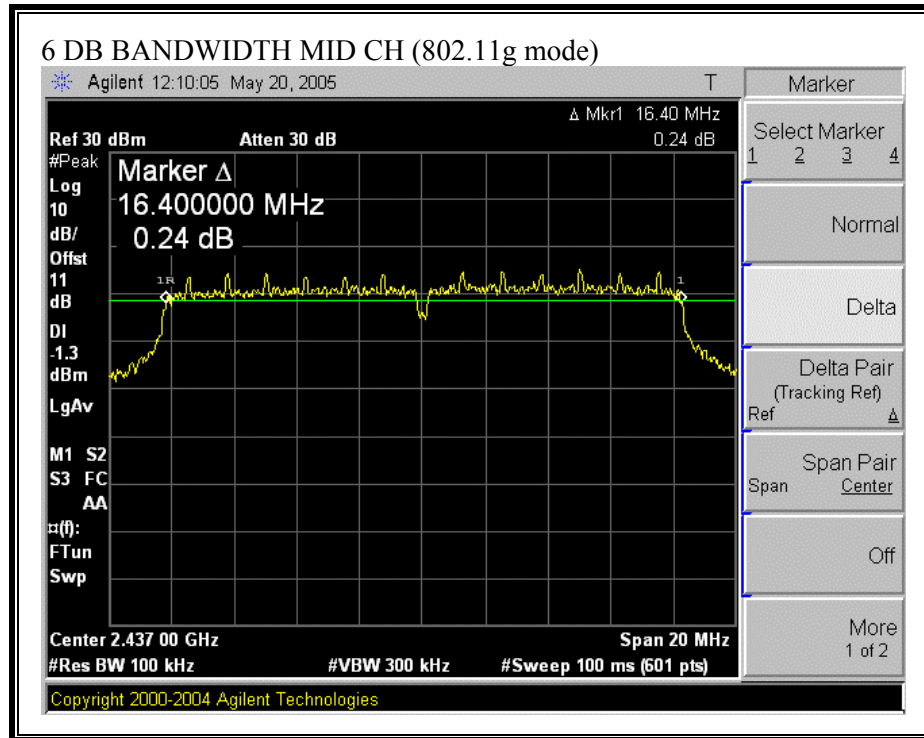 6 DB BANDWIDTH MID CH (802.11g mode)
Agilent 12:10:05 May 20, 2005 T
Marker
Δ Mkr1 16.40 MHz
Ref 30 dBm Atten 30 dB 0.24 dB
#Peak
Log
10
dB/
Offst
11
dB
DI
-1.3
dBm
LgAv
M1 S2
S3 FC
AA
¤(f):
FTun
Swp
Marker Δ
16.400000 MHz
0.24 dB
1R
1
Center 2.437 00 GHz Span 20 MHz
#Res BW 100 kHz #VBW 300 kHz #Sweep 100 ms (601 pts)
Select Marker
1 2 3 4
Normal
Delta
Delta Pair
(Tracking Ref)
Ref Δ
Span Pair
Span Center
Off
More
1 of 2
Copyright 2000-2004 Agilent Technologies